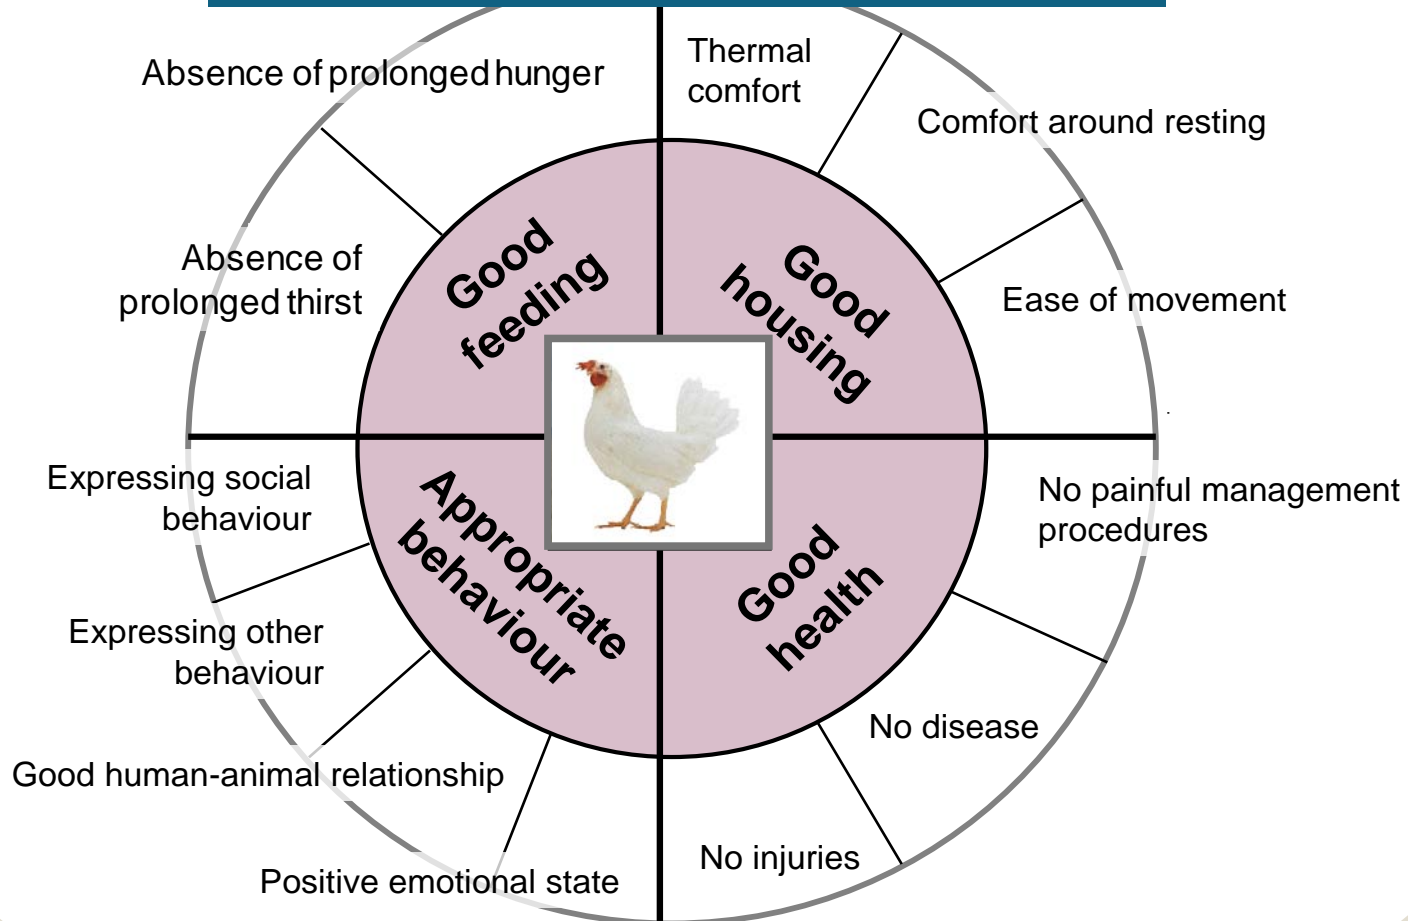 Absence of prolonged hunger
Thermal
comfort
Comfort around resting
Absence of
prolonged thirst
Ease of movement
Good
feeding
Good
housing
Expressing social
behaviour
Expressing other
behaviour
Good human-animal relationship
Positive emotional state
Appropriate
behaviour
Good
health
No painful management
procedures
No disease
No injuries